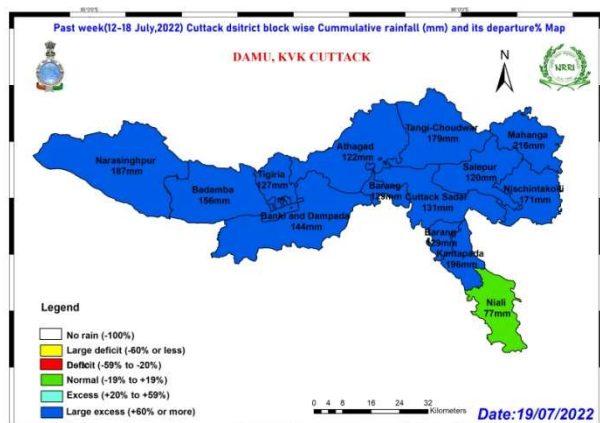 Past week(12-18 July,2022) Cuttack dsitrict block wise Cummulative rainfall (mm) and its departure% Map
DAMU, KVK CUTTACK
N
NRRI
Tangi-Choudwar
179mm
Mahanga
216mm
Athagad
122mm
Narasinghpur
187mm
Salepur
120mm
Tigiria
127mm
Badamba
156mm
Barang
129mm
Cuttack Sadar
131mm
Nischintakoili
171mm
Banki and Dampada
144mm
Barang
129mm
Kantapada
196mm
Niali
77mm
Legend
No rain (-100%)
Large deficit (-60% or less)
Deficit (-59% to -20%)
Normal (-19% to +19%)
Excess (+20% to +59%)
Large excess (+60% or more)
0 4 8 16 24 32
Kilometers
Date:19/07/2022